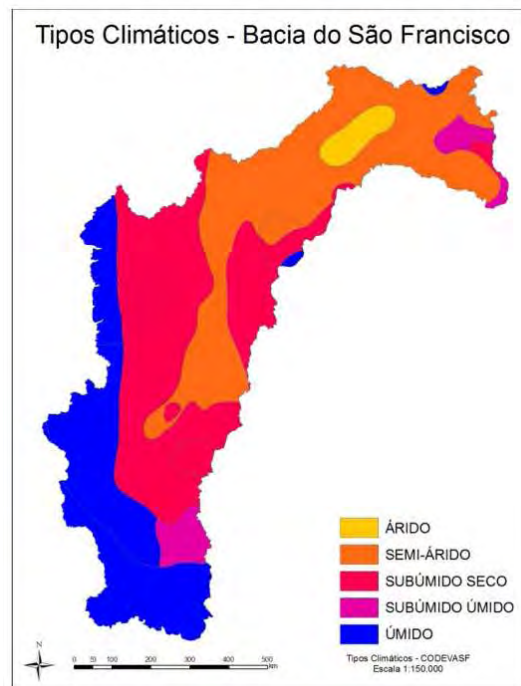 Tipos Climáticos - Bacia do São Francisco
ÁRIDO
SEMI-ÁRIDO
SUBÚMIDO SECO
SUBÚMIDO ÚMIDO
ÚMIDO
N
0 50 100 200 300 400 500
Km
Tipos Climáticos - CODEVASF
Escala 1:150.000